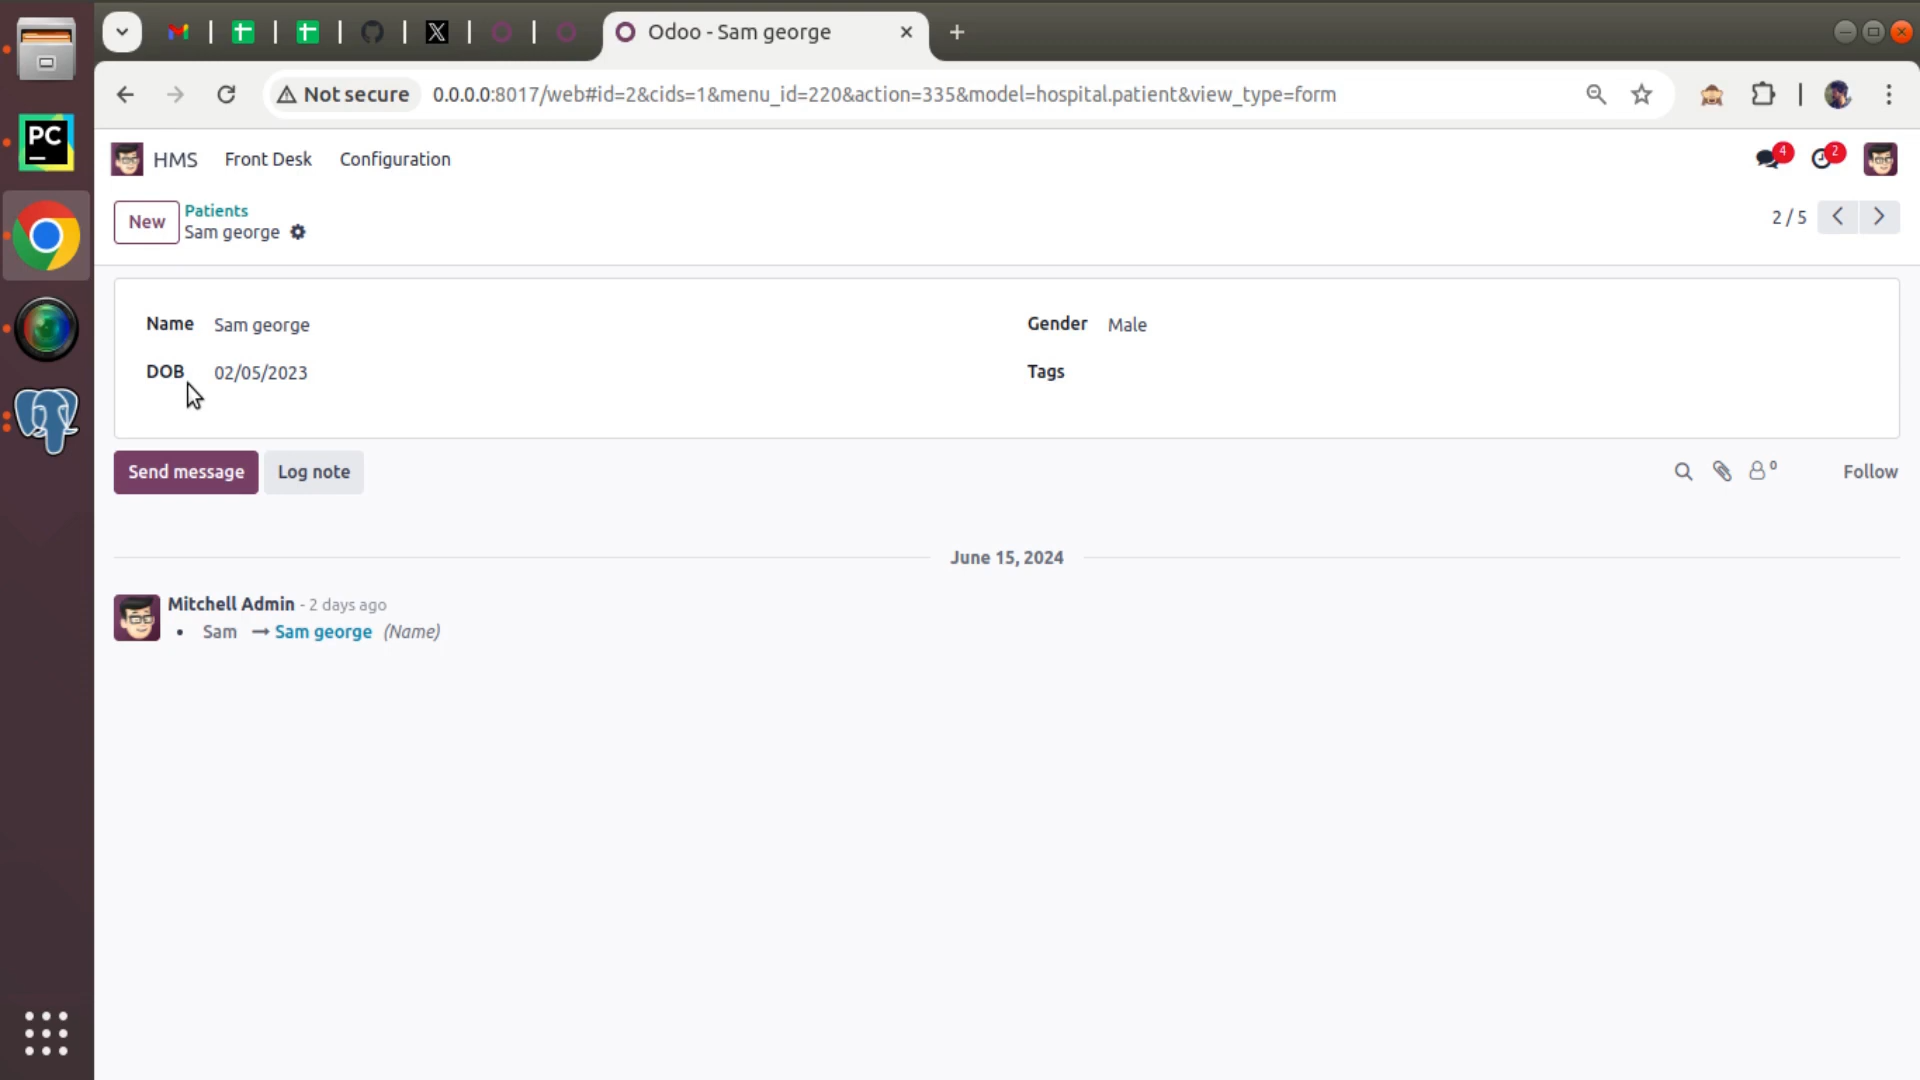 Odoo - Sam george
Not secure 0.0.0.0:8017/web#id=2&cids=1&menu_id=220&action=335&model=hospital.patient&view_type=form
PC
HMS Front Desk Configuration 4 2
New Patients 2 / 5
Sam george
Name Sam george Gender Male
DOB 02/05/2023 Tags
Send message Log note 0 Follow
June 15, 2024
Mitchell Admin - 2 days ago
• Sam → Sam george (Name)